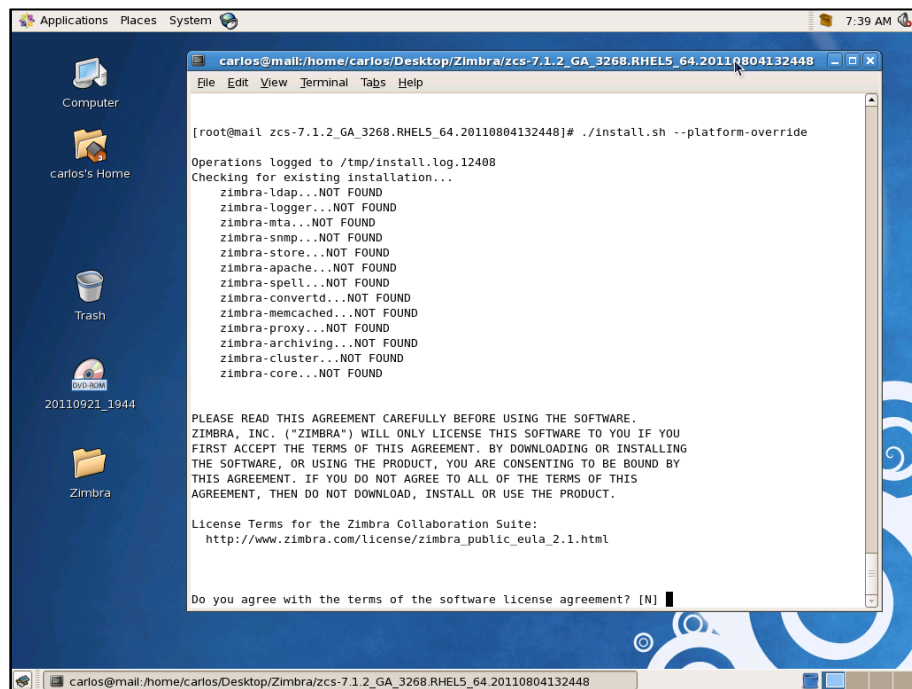 Applications Places System 7:39 AM
carlos@mail:/home/carlos/Desktop/Zimbra/zcs-7.1.2_GA_3268.RHEL5_64.20110804132448
File Edit View Terminal Tabs Help
Computer
carlos's Home
Trash
DVD-ROM
20110921_1944
Zimbra
[root@mail zcs-7.1.2_GA_3268.RHEL5_64.20110804132448]# ./install.sh --platform-override
Operations logged to /tmp/install.log.12408
Checking for existing installation...
zimbra-ldap...NOT FOUND
zimbra-logger...NOT FOUND
zimbra-mta...NOT FOUND
zimbra-snmp...NOT FOUND
zimbra-store...NOT FOUND
zimbra-apache...NOT FOUND
zimbra-spell...NOT FOUND
zimbra-convertd...NOT FOUND
zimbra-memcached...NOT FOUND
zimbra-proxy...NOT FOUND
zimbra-archiving...NOT FOUND
zimbra-cluster...NOT FOUND
zimbra-core...NOT FOUND
PLEASE READ THIS AGREEMENT CAREFULLY BEFORE USING THE SOFTWARE.
ZIMBRA, INC. ("ZIMBRA") WILL ONLY LICENSE THIS SOFTWARE TO YOU IF YOU
FIRST ACCEPT THE TERMS OF THIS AGREEMENT. BY DOWNLOADING OR INSTALLING
THE SOFTWARE, OR USING THE PRODUCT, YOU ARE CONSENTING TO BE BOUND BY
THIS AGREEMENT. IF YOU DO NOT AGREE TO ALL OF THE TERMS OF THIS
AGREEMENT, THEN DO NOT DOWNLOAD, INSTALL OR USE THE PRODUCT.
License Terms for the Zimbra Collaboration Suite:
http://www.zimbra.com/license/zimbra_public_eula_2.1.html
Do you agree with the terms of the software license agreement? [N]
carlos@mail:/home/carlos/Desktop/Zimbra/zcs-7.1.2_GA_3268.RHEL5_64.20110804132448